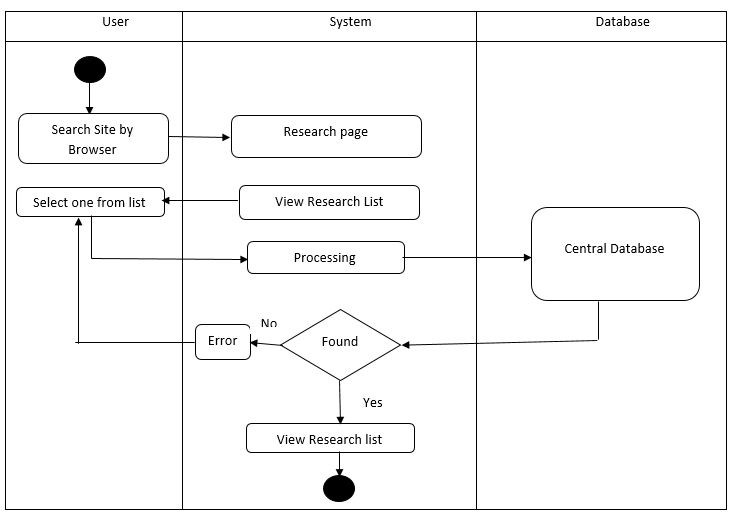 User
System
Database
Search Site by
Browser
Research page
Select one from list
View Research List
Processing
Central Database
No
Error
Found
Yes
View Research list